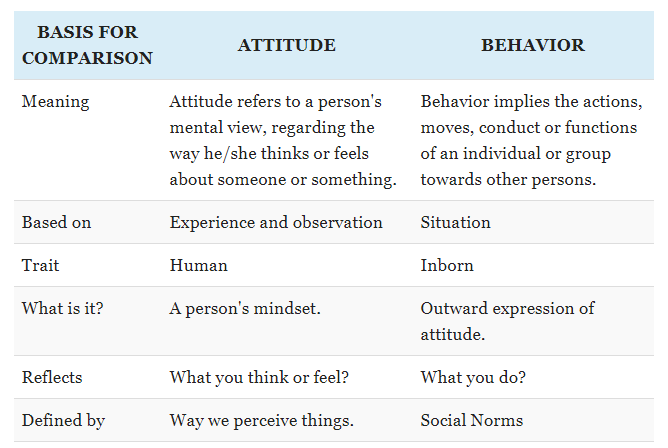 BASIS FOR
COMPARISON
ATTITUDE
BEHAVIOR
Meaning
Attitude refers to a person's
mental view, regarding the
way he/she thinks or feels
about someone or something.
Behavior implies the actions,
moves, conduct or functions
of an individual or group
towards other persons.
Based on
Experience and observation
Situation
Trait
Human
Inborn
What is it?
A person's mindset.
Outward expression of
attitude.
Reflects
What you think or feel?
What you do?
Defined by
Way we perceive things.
Social Norms